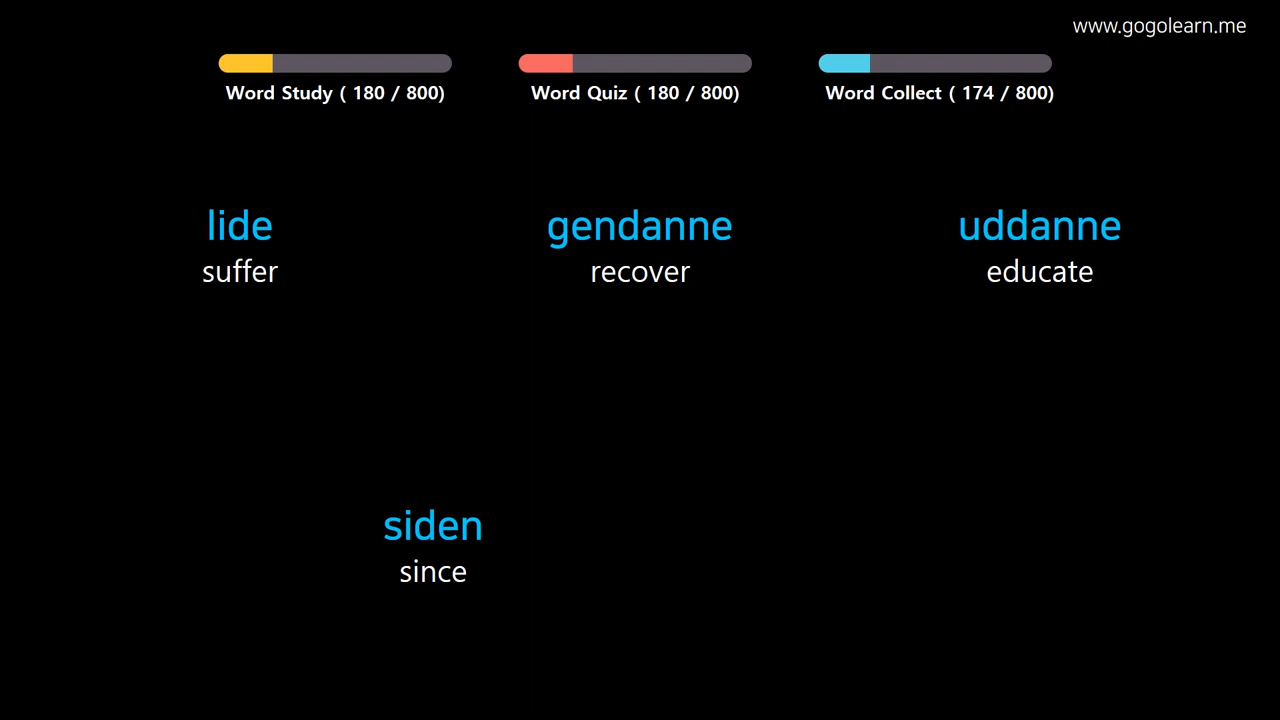 www.gogolearn.me
Word Study ( 180 / 800)
Word Quiz ( 180 / 800)
Word Collect ( 174 / 800)
lide
suffer
gendanne
recover
uddanne
educate
siden
since